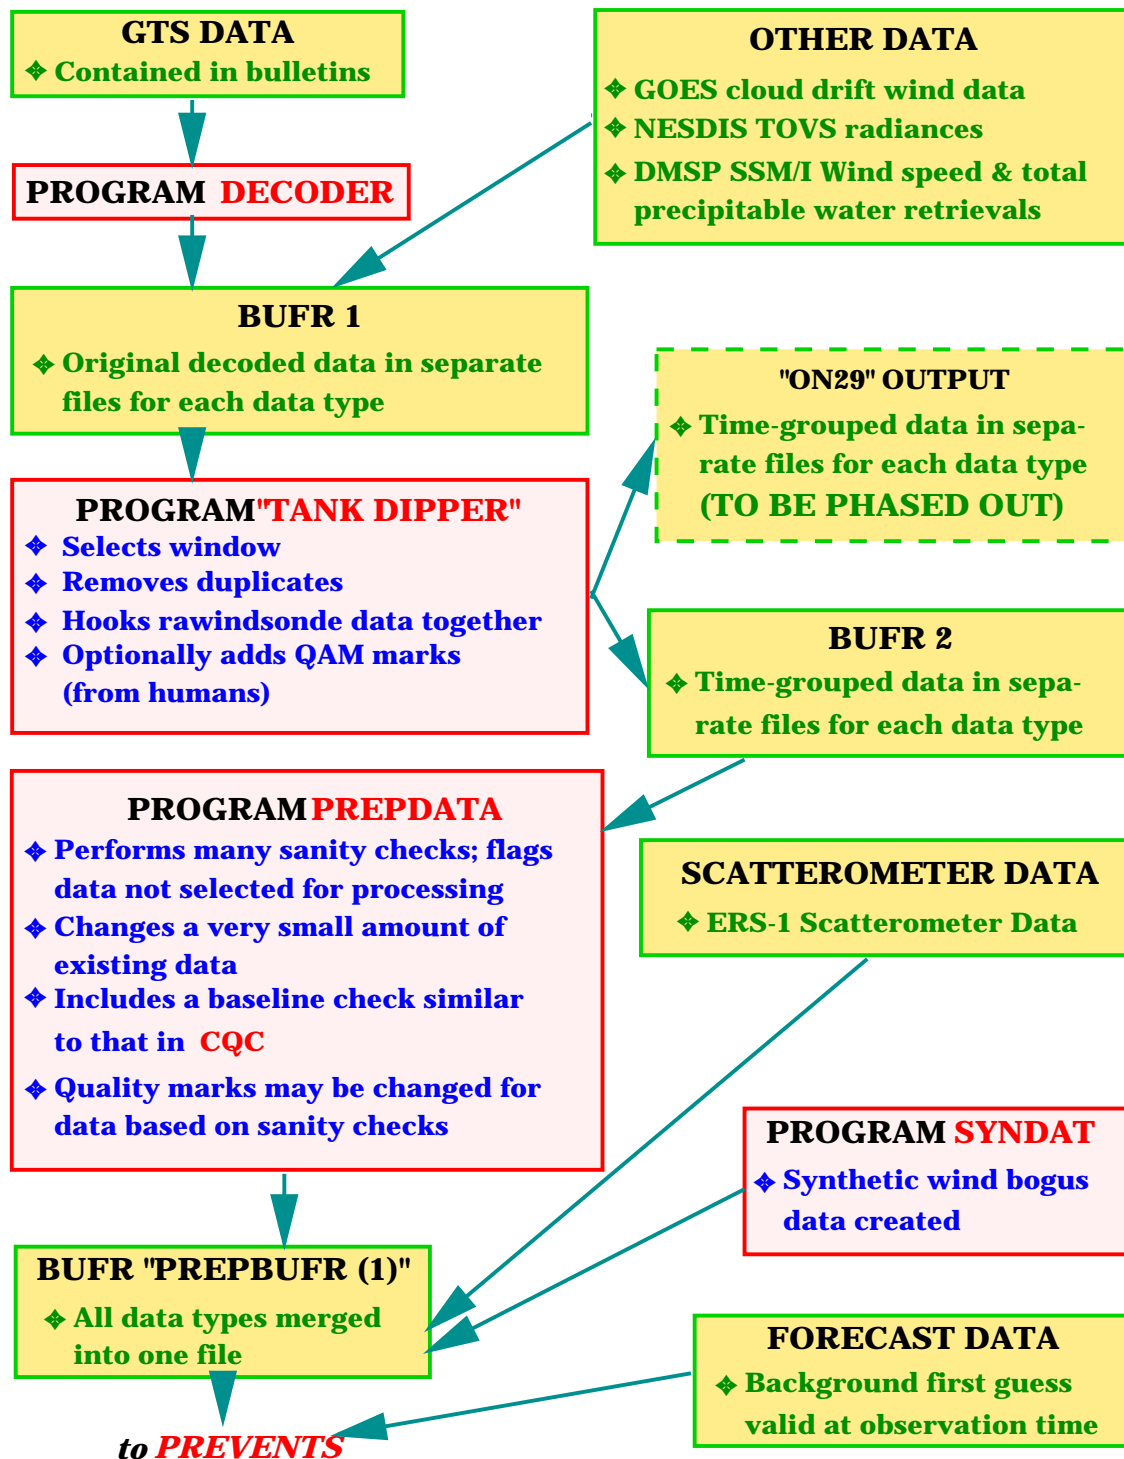 GTS DATA
❖ Contained in bulletins
OTHER DATA
❖ GOES cloud drift wind data
❖ NESDIS TOVS radiances
❖ DMSP SSM/I Wind speed & total
precipitable water retrievals
PROGRAM DECODER
BUFR 1
❖ Original decoded data in separate
files for each data type
"ON29" OUTPUT
❖ Time-grouped data in sepa-
rate files for each data type
(TO BE PHASED OUT)
PROGRAM "TANK DIPPER"
❖ Selects window
❖ Removes duplicates
❖ Hooks rawindsonde data together
❖ Optionally adds QAM marks
(from humans)
BUFR 2
❖ Time-grouped data in sepa-
rate files for each data type
PROGRAM PREPDATA
❖ Performs many sanity checks; flags
data not selected for processing
❖ Changes a very small amount of
existing data
❖ Includes a baseline check similar
to that in CQC
❖ Quality marks may be changed for
data based on sanity checks
SCATTEROMETER DATA
❖ ERS-1 Scatterometer Data
PROGRAM SYNDAT
❖ Synthetic wind bogus
data created
BUFR "PREPBUFR (1)"
❖ All data types merged
into one file
FORECAST DATA
❖ Background first guess
valid at observation time
to PREVENTS